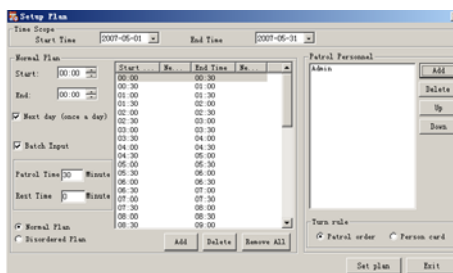 Setup Plan
Time Scope
Start Time 2007-05-01 End Time 2007-05-31
Normal Plan
Start: 00:00
End: 00:00
Next day (once a day)
Batch Input
Patrol Time 30 Minute
Rest Time 0 Minute
Normal Plan
Disordered Plan
Start ... Ne... End Time Ne...
00:00 00:30
00:30 01:00
01:00 01:30
01:30 02:00
02:00 02:30
02:30 03:00
03:00 03:30
03:30 04:00
04:00 04:30
04:30 05:00
05:00 05:30
05:30 06:00
06:00 06:30
06:30 07:00
07:00 07:30
07:30 08:00
08:00 08:30
08:30 09:00
Add Delete Remove All
Patrol Personnel
Admin
Add
Delete
Up
Down
Turn rule
Patrol order Person card
Set plan Exit